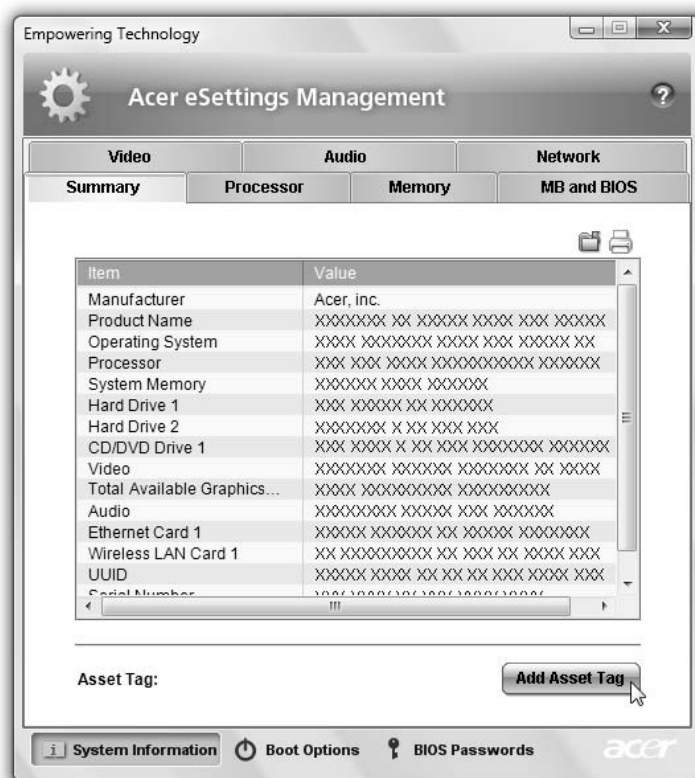 Empowering Technology
Acer eSettings Management
Video Audio Network
Summary Processor Memory MB and BIOS
Item Value
Manufacturer Acer, inc.
Product Name XXXXXXX XX XXXXX XXXX XXX XXXXX
Operating System XXXX XXXXXXX XXXX XXX XXXXX XX
Processor XXX XXX XXXX XXXXXXXXXX XXXXXX
System Memory XXXXXX XXXX XXXXXX
Hard Drive 1 XXX XXXXX XX XXXXXX
Hard Drive 2 XXXXXXX X XX XXX XXX
CD/DVD Drive 1 XXX XXXX X XX XXX XXXXXXX XXXXXX
Video XXXXXXX XXXXXX XXXXXXX XX XXXX
Total Available Graphics... XXXX XXXXXXXXXX XXXXXXXXX
Audio XXXXXXXX XXXXX XXX XXXXXX
Ethernet Card 1 XXXXX XXXXXX XX XXXXX XXXXXXX
Wireless LAN Card 1 XX XXXXXXXXX XX XXX XX XXXX XXX
UUID XXXXX XXXX XX XX XX XXX XXXX XXX
Serial Number
Asset Tag: Add Asset Tag
System Information Boot Options BIOS Passwords acer